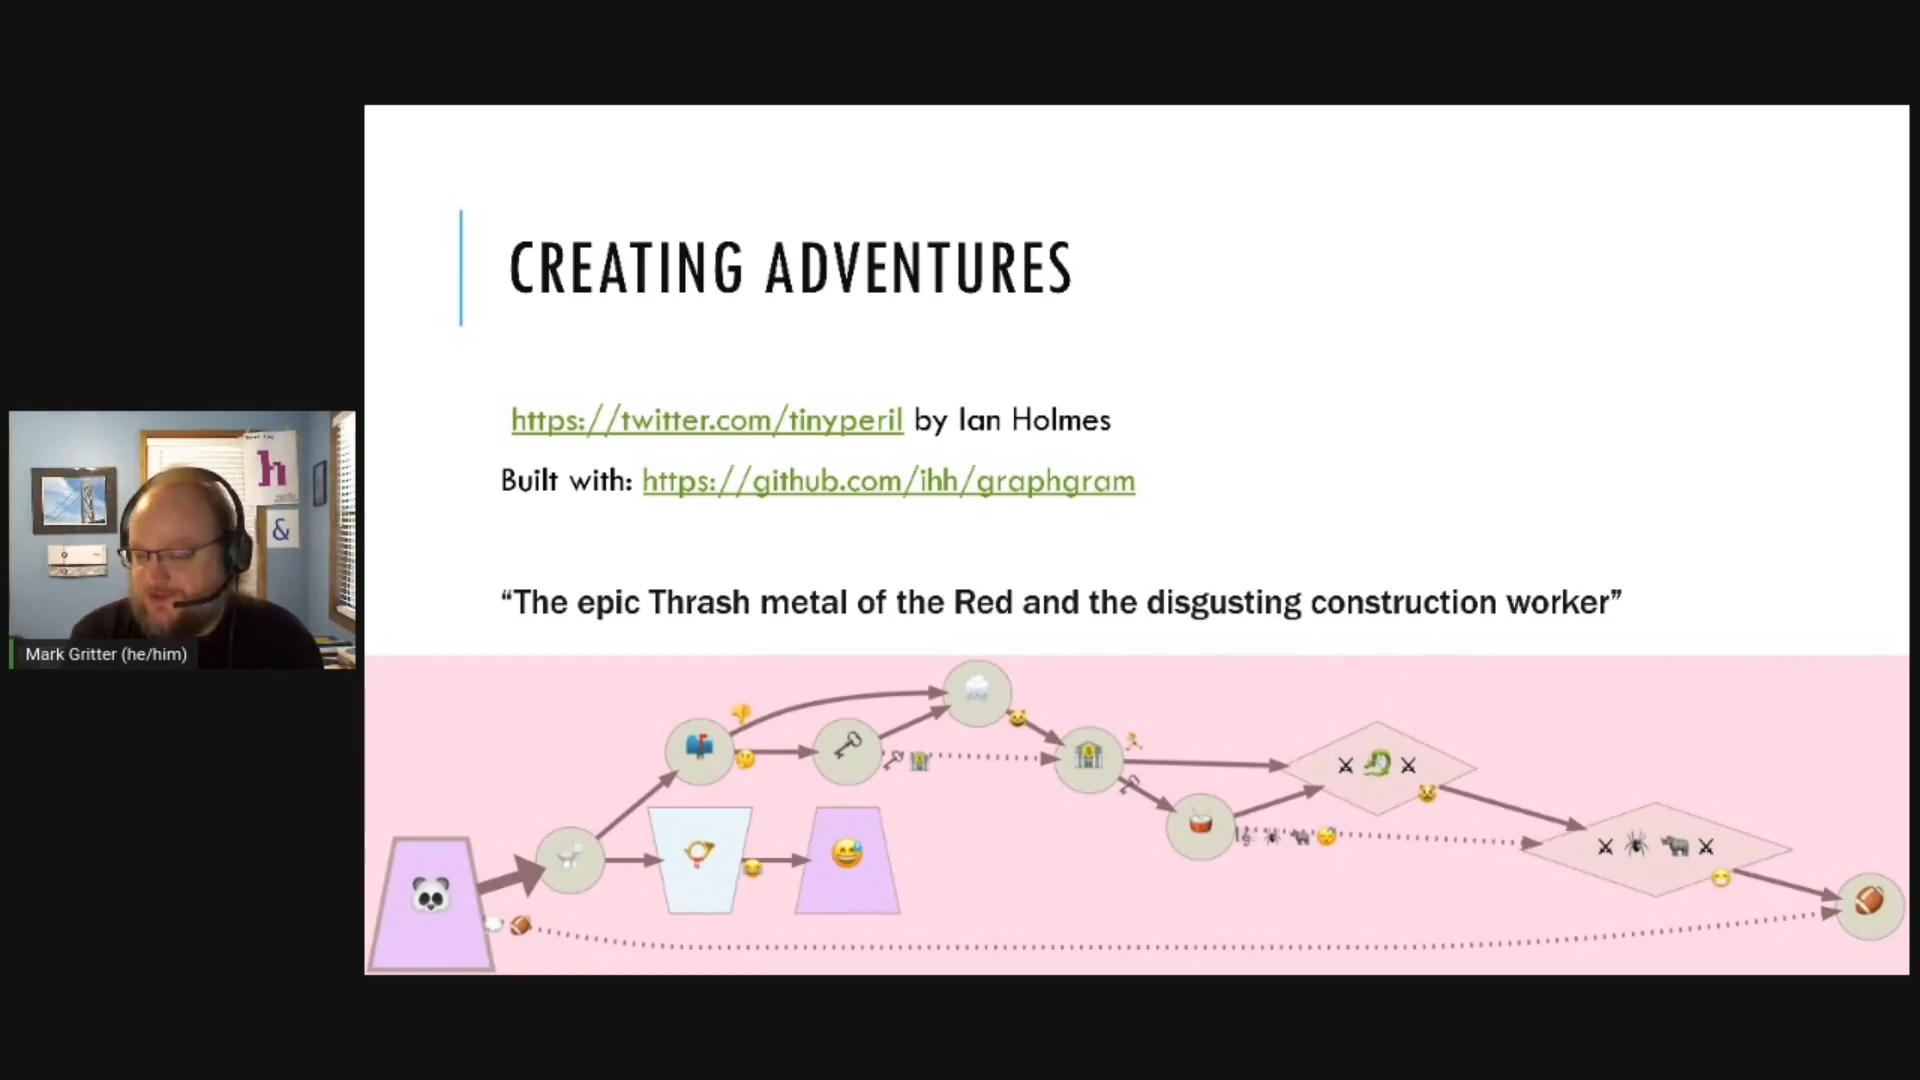 CREATING ADVENTURES
https://twitter.com/tinyperil by Ian Holmes
Built with: https://github.com/ihh/graphgram
“The epic Thrash metal of the Red and the disgusting construction worker”
h
&
Mark Gritter (he/him)